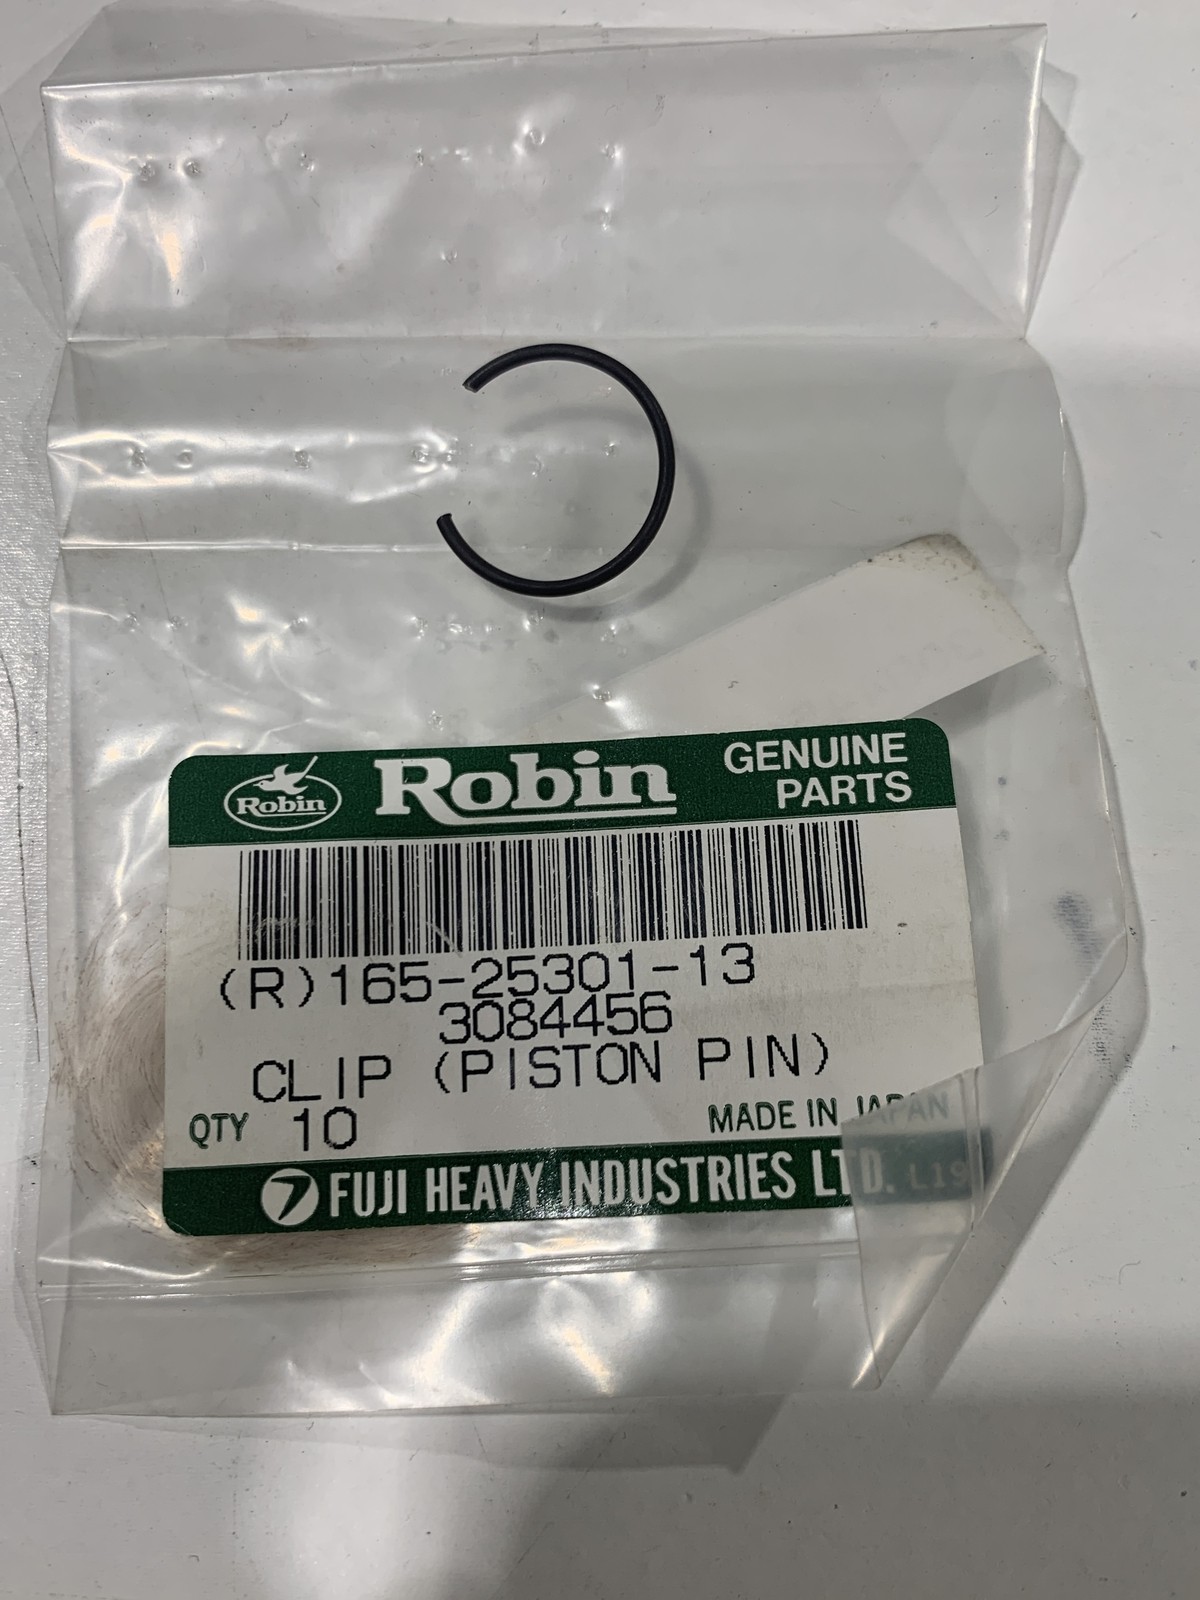 Robin
Robin
GENUINE
PARTS
(R)165-25301-13
3084456
CLIP (PISTON PIN)
QTY 10
MADE IN JAPAN
FUJI HEAVY INDUSTRIES LTD. L19